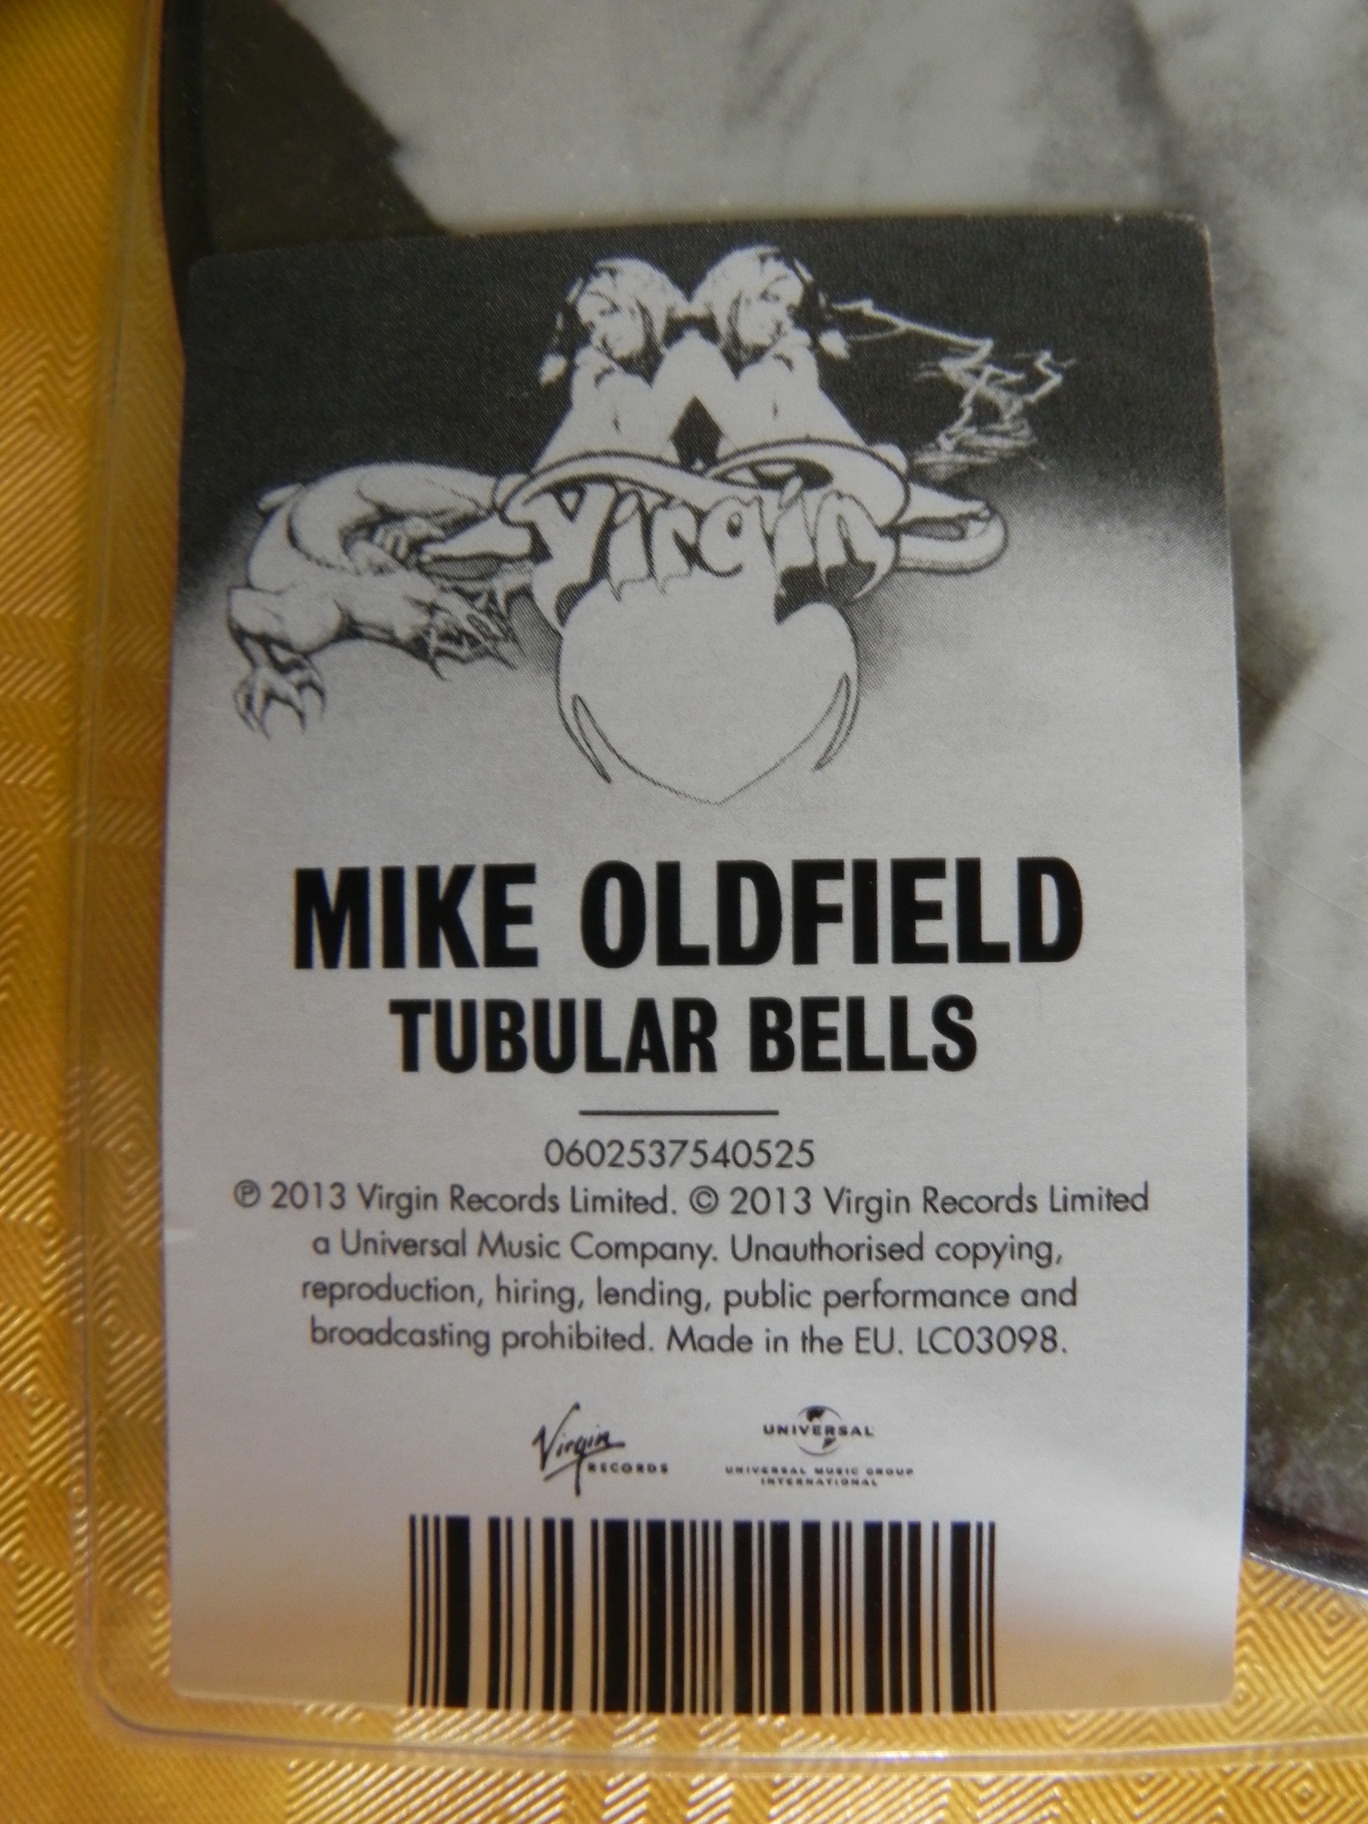 Virgin
MIKE OLDFIELD
TUBULAR BELLS
0602537540525
℗ 2013 Virgin Records Limited. © 2013 Virgin Records Limited
a Universal Music Company. Unauthorised copying,
reproduction, hiring, lending, public performance and
broadcasting prohibited. Made in the EU. LC03098.
Virgin
RECORDS
UNIVERSAL
UNIVERSAL MUSIC GROUP
INTERNATIONAL